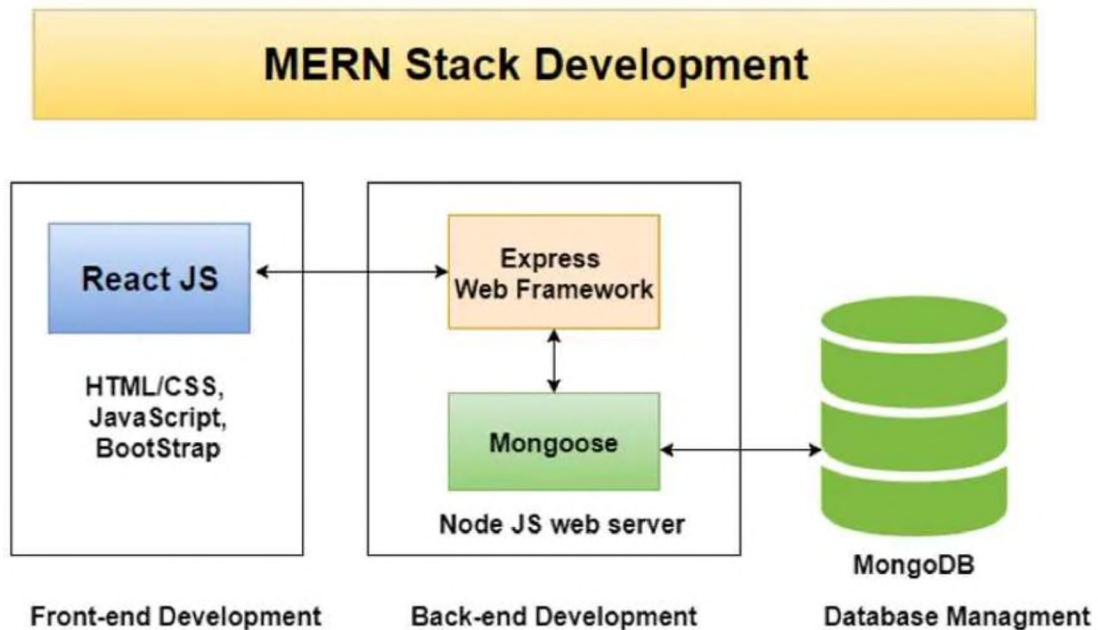 MERN Stack Development
React JS
HTML/CSS,
JavaScript,
BootStrap
Express
Web Framework
Mongoose
Node JS web server
MongoDB
Front-end Development
Back-end Development
Database Managment